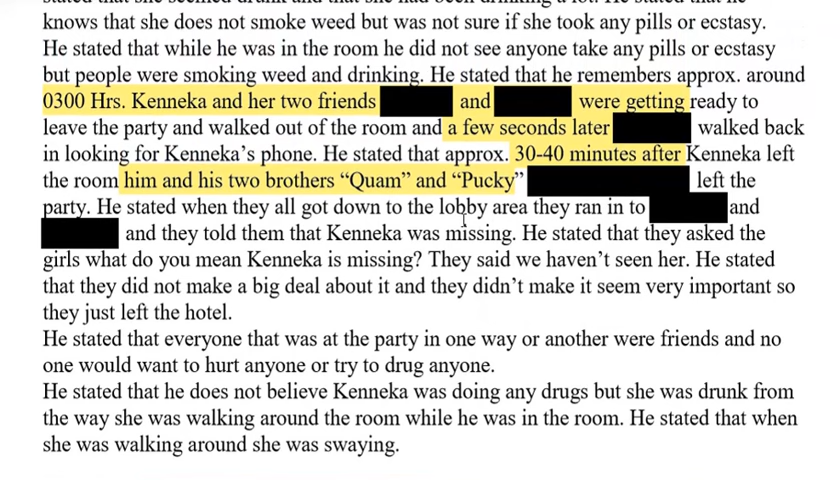 knows that she does not smoke weed but was not sure if she took any pills or ecstasy.
He stated that while he was in the room he did not see anyone take any pills or ecstasy
but people were smoking weed and drinking. He stated that he remembers approx. around
0300 Hrs. Kenneka and her two friends and were getting ready to
leave the party and walked out of the room and a few seconds later walked back
in looking for Kenneka's phone. He stated that approx. 30-40 minutes after Kenneka left
the room him and his two brothers “Quam” and “Pucky” left the
party. He stated when they all got down to the lobby area they ran in to and
and they told them that Kenneka was missing. He stated that they asked the
girls what do you mean Kenneka is missing? They said we haven't seen her. He stated
that they did not make a big deal about it and they didn't make it seem very important so
they just left the hotel.
He stated that everyone that was at the party in one way or another were friends and no
one would want to hurt anyone or try to drug anyone.
He stated that he does not believe Kenneka was doing any drugs but she was drunk from
the way she was walking around the room while he was in the room. He stated that when
she was walking around she was swaying.